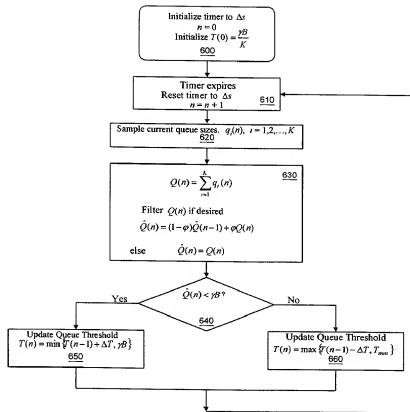 Initialize timer to Δs
n=0
Initialize T(0) = γB/K
600
Timer expires
Reset timer to Δs
n = n + 1
610
Sample current queue sizes. q_i(n), i = 1,2,…, K
620
630
Q(n) = ∑_{i=1}^{K} q_i(n)
Filter Q(n) if desired
Q̂(n) = (1-φ)Q̂(n-1) + φQ(n)
else Q̂(n) = Q(n)
Q̂(n) < γB ?
Yes
No
640
Update Queue Threshold
T(n) = min{T(n-1) + ΔT, γB}
650
Update Queue Threshold
T(n) = max{T(n-1) - ΔT, T_min}
660